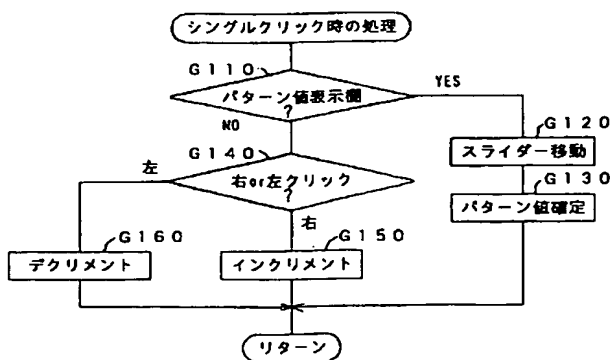 シングルクリック時の処理
G110
パターン値表示欄
?
YES
NO
G120
スライダー移動
G140
右or左クリック
?
左
右
G130
パターン値確定
G160
デクリメント
G150
インクリメント
リターン